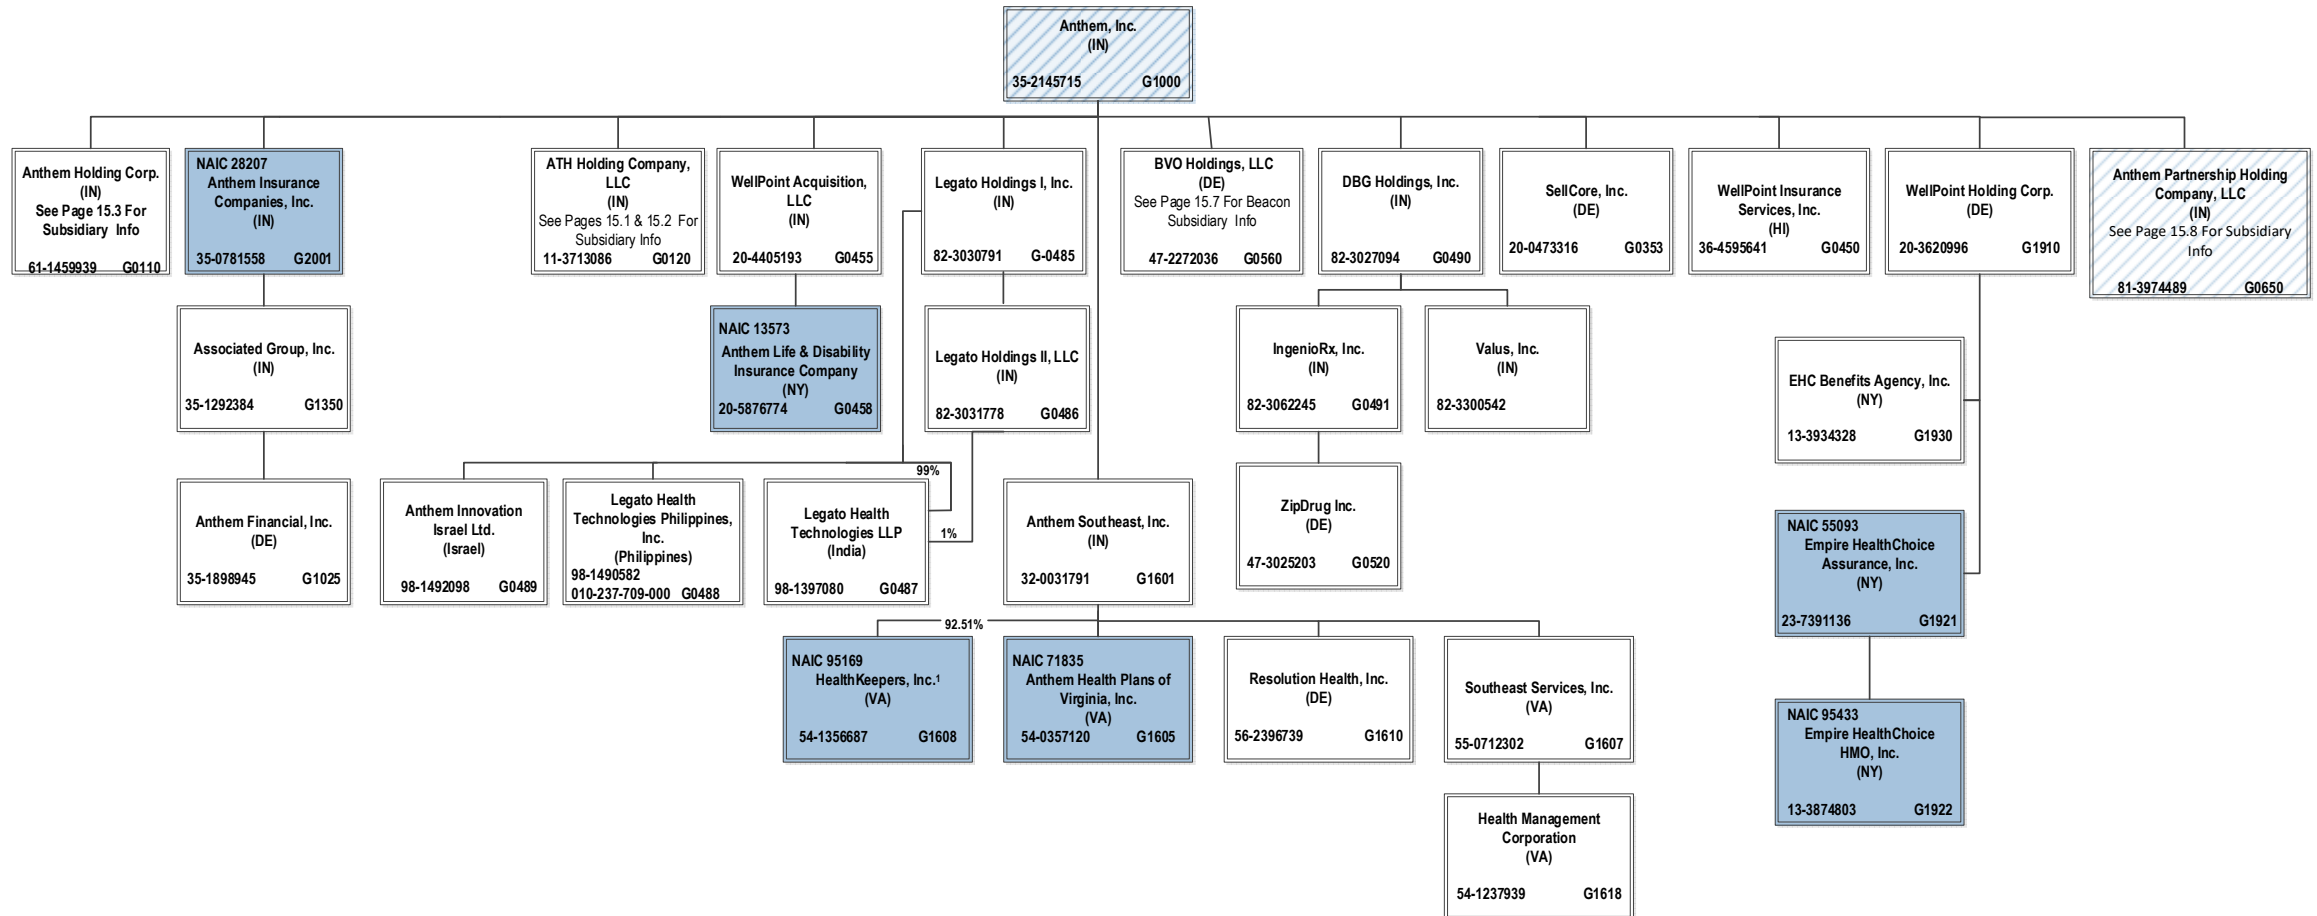 Anthem, Inc.
(IN)
35-2145715 G1000
Anthem Holding Corp.
(IN)
See Page 15.3 For
Subsidiary Info
61-1459939 G0110
NAIC 28207
Anthem Insurance
Companies, Inc.
(IN)
35-0781558 G2001
ATH Holding Company,
LLC
(IN)
See Pages 15.1 & 15.2 For
Subsidiary Info
11-3713086 G0120
WellPoint Acquisition,
LLC
(IN)
20-4405193 G0455
Legato Holdings I, Inc.
(IN)
82-3030791 G-0485
BVO Holdings, LLC
(DE)
See Page 15.7 For Beacon
Subsidiary Info
47-2272036 G0560
DBG Holdings, Inc.
(IN)
82-3027094 G0490
SellCore, Inc.
(DE)
20-0473316 G0353
WellPoint Insurance
Services, Inc.
(HI)
36-4595641 G0450
WellPoint Holding Corp.
(DE)
20-3620996 G1910
Anthem Partnership Holding
Company, LLC
(IN)
See Page 15.8 For Subsidiary
Info
81-3974489 G0650
Associated Group, Inc.
(IN)
35-1292384 G1350
NAIC 13573
Anthem Life & Disability
Insurance Company
(NY)
20-5876774 G0458
Legato Holdings II, LLC
(IN)
82-3031778 G0486
IngenioRx, Inc.
(IN)
82-3062245 G0491
Valus, Inc.
(IN)
82-3300542
EHC Benefits Agency, Inc.
(NY)
13-3934328 G1930
99%
1%
Anthem Financial, Inc.
(DE)
35-1898945 G1025
Anthem Innovation
Israel Ltd.
(Israel)
98-1492098 G0489
Legato Health
Technologies Philippines,
Inc.
(Philippines)
98-1490582
010-237-709-000 G0488
Legato Health
Technologies LLP
(India)
98-1397080 G0487
Anthem Southeast, Inc.
(IN)
32-0031791 G1601
ZipDrug Inc.
(DE)
47-3025203 G0520
NAIC 55093
Empire HealthChoice
Assurance, Inc.
(NY)
23-7391136 G1921
92.51%
NAIC 95169
HealthKeepers, Inc.¹
(VA)
54-1356687 G1608
NAIC 71835
Anthem Health Plans of
Virginia, Inc.
(VA)
54-0357120 G1605
Resolution Health, Inc.
(DE)
56-2396739 G1610
Southeast Services, Inc.
(VA)
55-0712302 G1607
NAIC 95433
Empire HealthChoice
HMO, Inc.
(NY)
13-3874803 G1922
Health Management
Corporation
(VA)
54-1237939 G1618